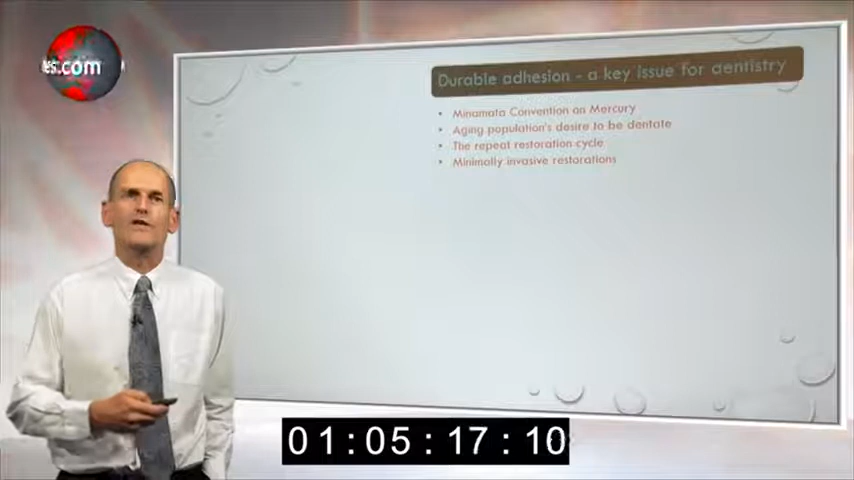 Durable adhesion - a key issue for dentistry
• Minamata Convention on Mercury
• Aging population's desire to be dentate
• The repeat restoration cycle
• Minimally invasive restorations
.com
01:05:17:10